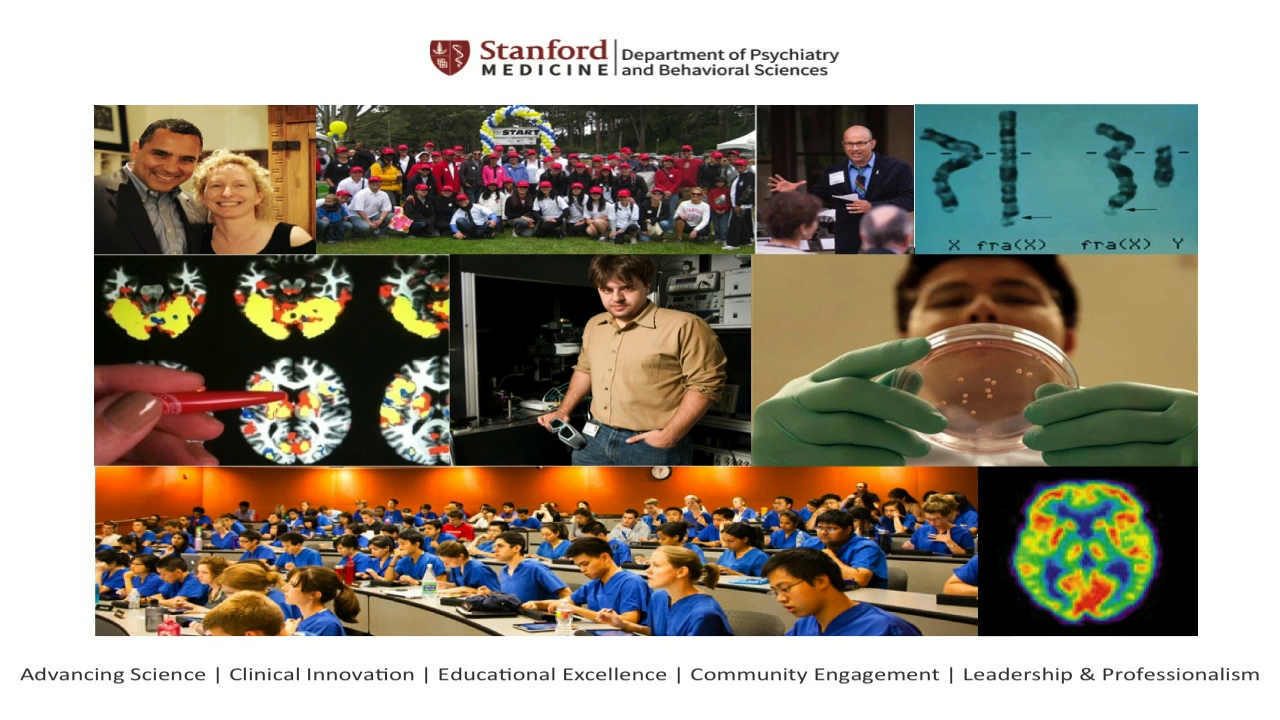 Stanford
MEDICINE
Department of Psychiatry
and Behavioral Sciences
START
X fra(X) fra(X) Y
Advancing Science | Clinical Innovation | Educational Excellence | Community Engagement | Leadership & Professionalism